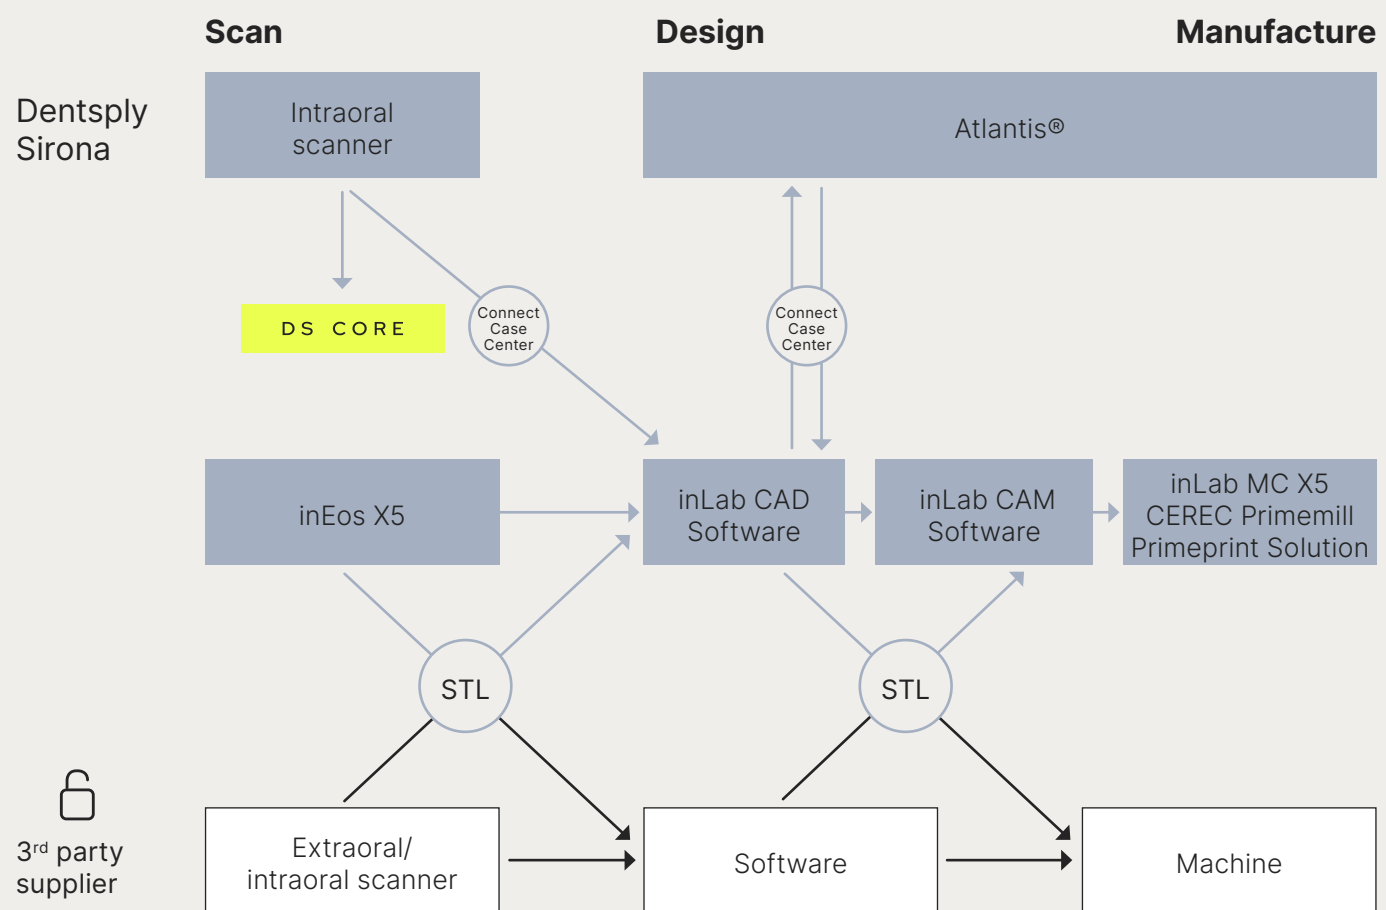 Scan
Design
Manufacture
Dentsply
Sirona
Intraoral
scanner
Atlantis®
DS CORE
Connect
Case
Center
Connect
Case
Center
inEos X5
inLab CAD
Software
inLab CAM
Software
inLab MC X5
CEREC Primemill
Primeprint Solution
STL
STL
3rd party
supplier
Extraoral/
intraoral scanner
Software
Machine